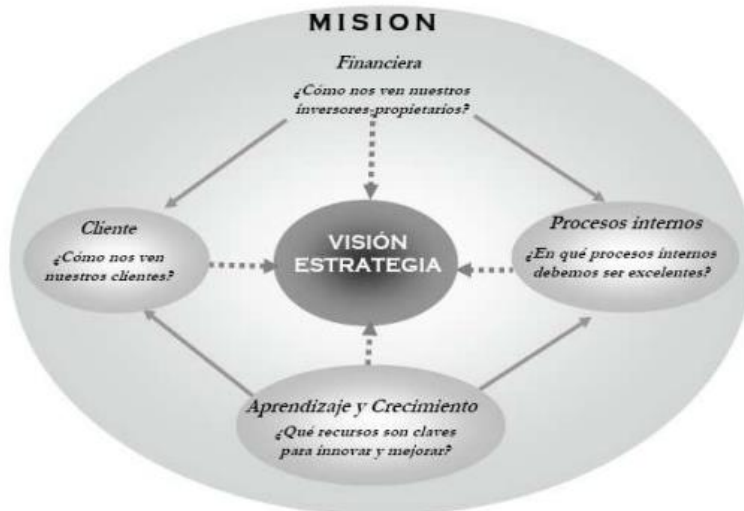 MISION
Financiera
¿Cómo nos ven nuestros
inversores-propietarios?
Cliente
¿Cómo nos ven
nuestros clientes?
VISIÓN
ESTRATEGIA
Procesos internos
¿En qué procesos internos
debemos ser excelentes?
Aprendizaje y Crecimiento
¿Qué recursos son claves
para innovar y mejorar?